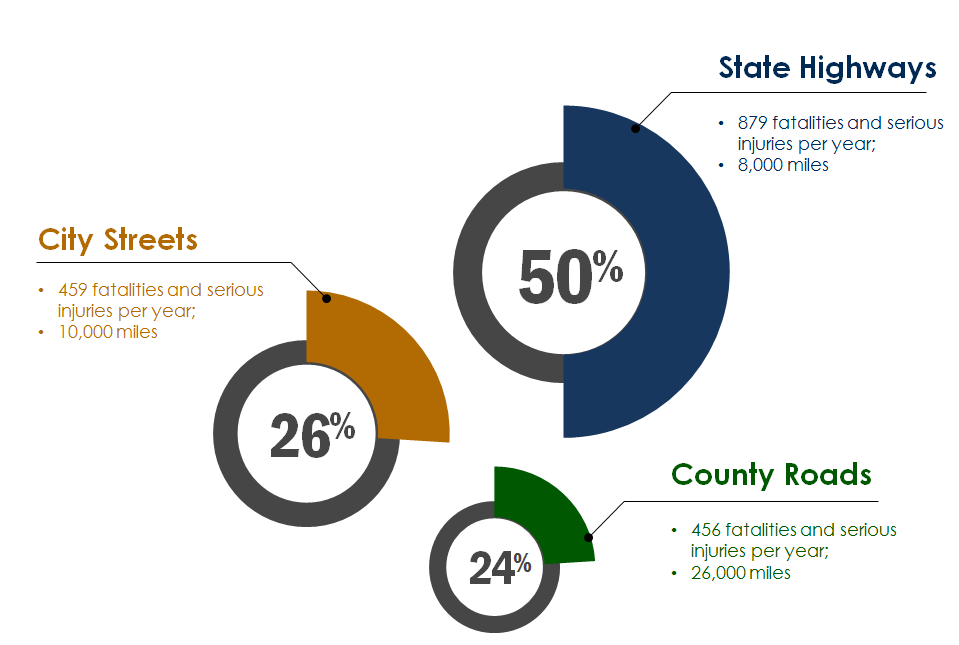 State Highways
• 879 fatalities and serious
injuries per year;
• 8,000 miles
50%
City Streets
• 459 fatalities and serious
injuries per year;
• 10,000 miles
26%
County Roads
• 456 fatalities and serious
injuries per year;
• 26,000 miles
24%